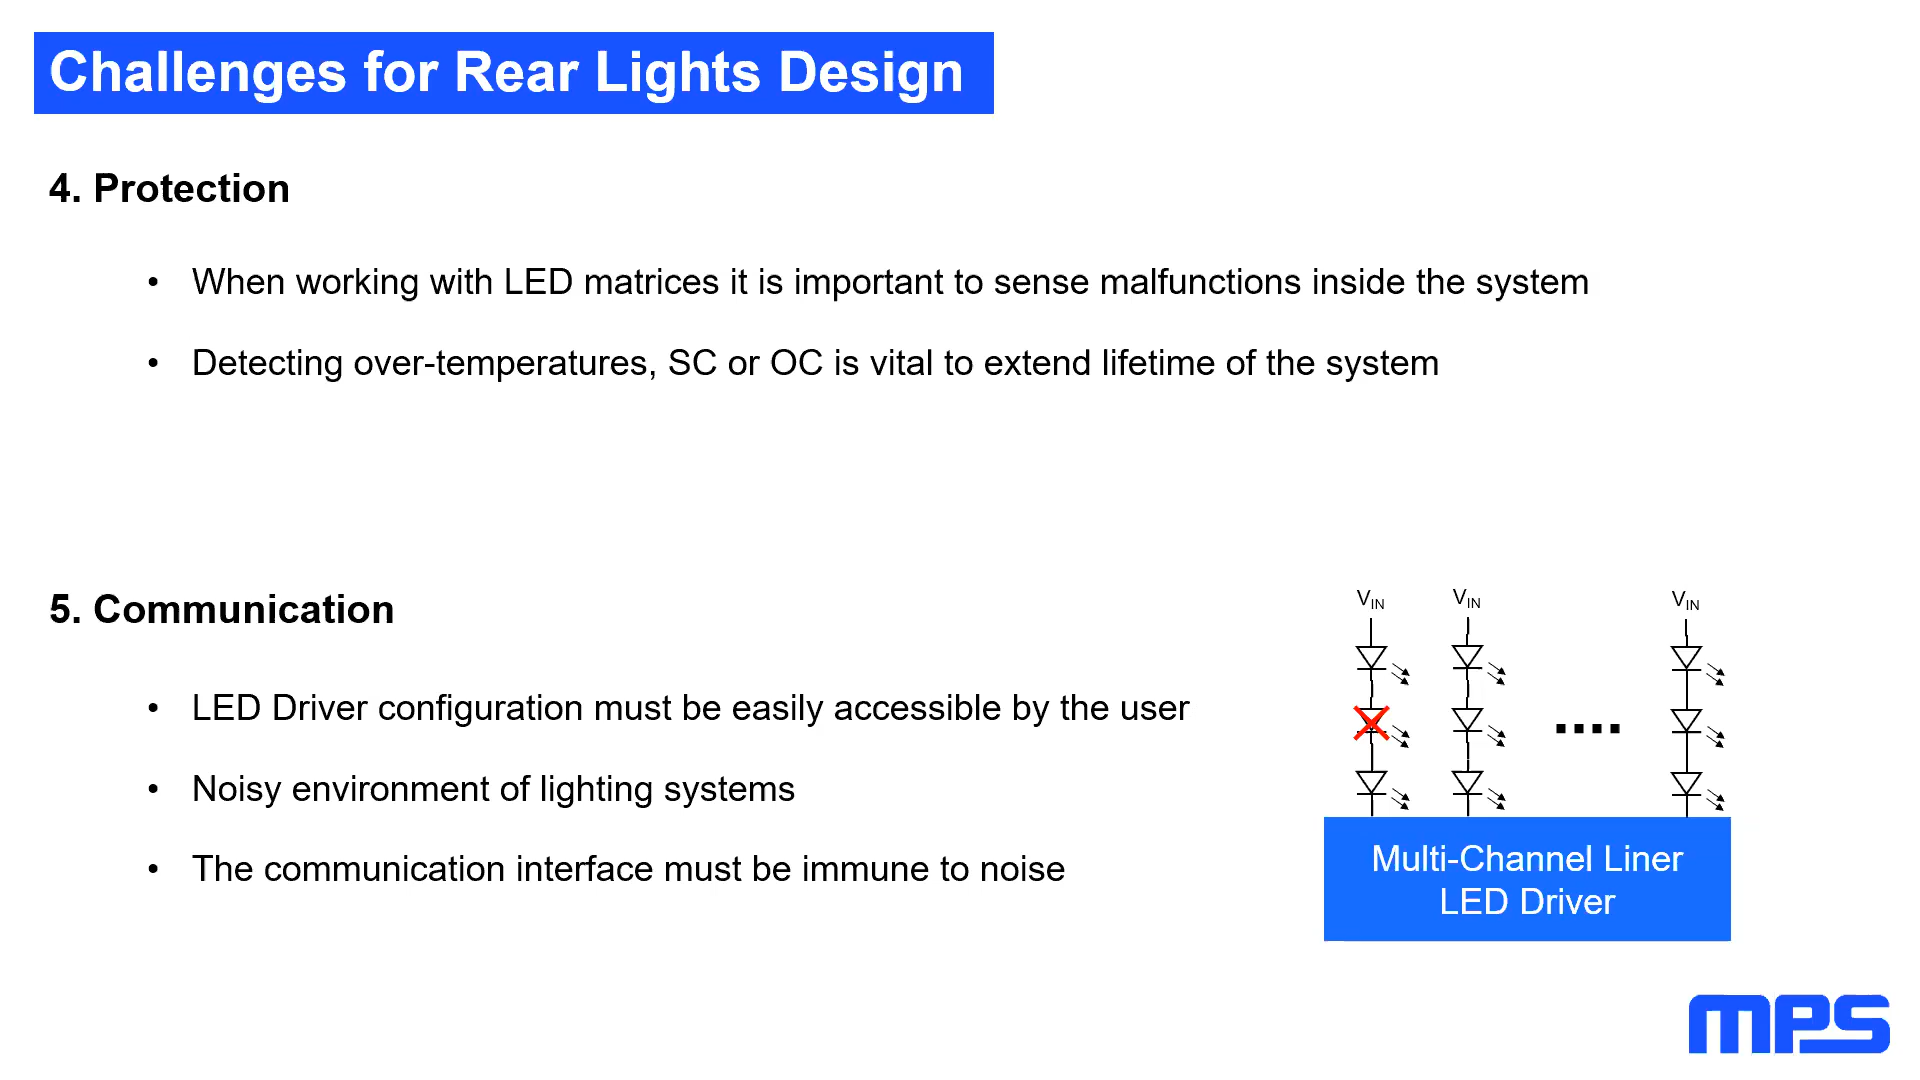 Challenges for Rear Lights Design
4. Protection
• When working with LED matrices it is important to sense malfunctions inside the system
• Detecting over-temperatures, SC or OC is vital to extend lifetime of the system
5. Communication
• LED Driver configuration must be easily accessible by the user
• Noisy environment of lighting systems
• The communication interface must be immune to noise
VIN VIN VIN
....
Multi-Channel Liner
LED Driver
MPS